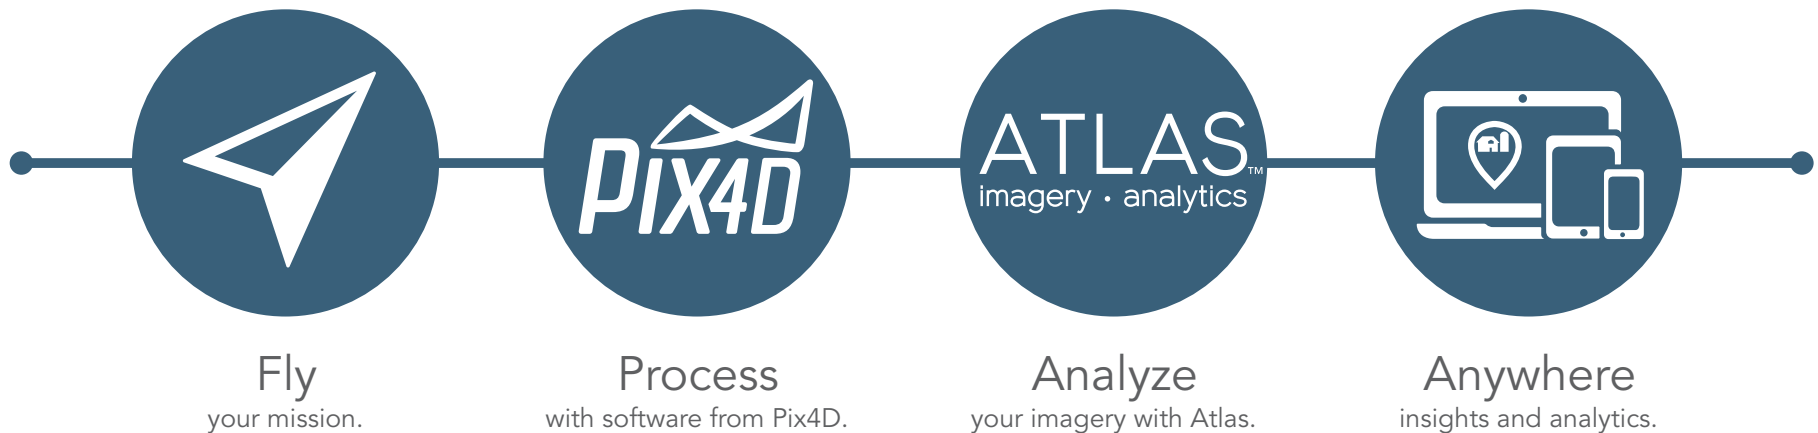 PIX4D
ATLAS™
imagery • analytics
Fly
your mission.
Process
with software from Pix4D.
Analyze
your imagery with Atlas.
Anywhere
insights and analytics.